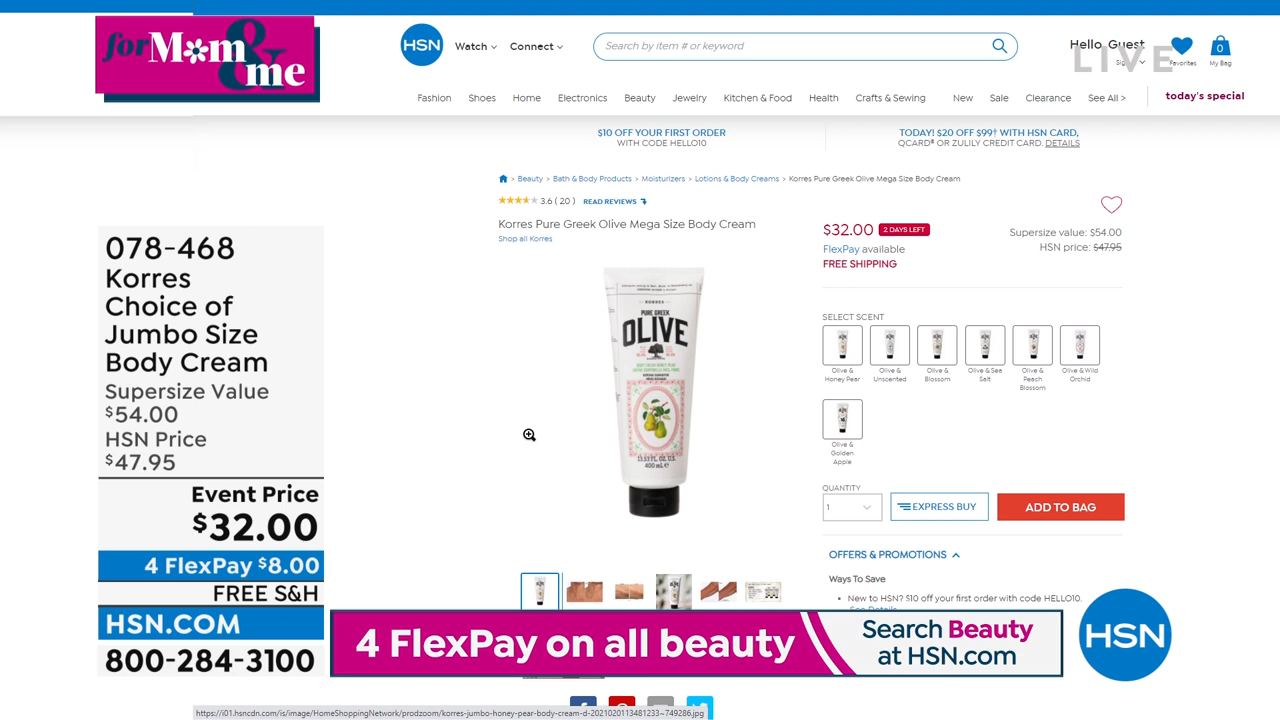 for Mom & me
HSN
Watch
Connect
Search by item # or keyword
Hello, Guest
LIVE
Favorites
0
My Bag
Fashion Shoes Home Electronics Beauty Jewelry Kitchen & Food Health Crafts & Sewing New Sale Clearance See All > today's special
$10 OFF YOUR FIRST ORDER
WITH CODE HELLO10
TODAY! $20 OFF $99† WITH HSN CARD,
QCARD® OR ZULILY CREDIT CARD. DETAILS
> Beauty > Bath & Body Products > Moisturizers > Lotions & Body Creams > Korres Pure Greek Olive Mega Size Body Cream
3.6 ( 20 ) READ REVIEWS
Korres Pure Greek Olive Mega Size Body Cream
Shop all Korres
$32.00 2 DAYS LEFT
FlexPay available
FREE SHIPPING
Supersize value: $54.00
HSN price: $47.95
078-468
Korres
Choice of
Jumbo Size
Body Cream
Supersize Value
$54.00
HSN Price
$47.95
Event Price
$32.00
4 FlexPay $8.00
FREE S&H
HSN.COM
800-284-3100
KORRES
PURE GREEK
OLIVE
400 mL e
SELECT SCENT
Olive &
Honey Pear
Olive &
Unscented
Olive &
Blossom
Olive & Sea
Salt
Olive &
Peach
Blossom
Olive & Wild
Orchid
Olive &
Golden
Apple
QUANTITY
1
EXPRESS BUY
ADD TO BAG
OFFERS & PROMOTIONS
Ways To Save
• New to HSN? $10 off your first order with code HELLO10.
See Details
4 FlexPay on all beauty
Search Beauty
at HSN.com
HSN
https://i01.hsncdn.com/is/image/HomeShoppingNetwork/prodzoom/korres-jumbo-honey-pear-body-cream-d-2021020113481233~749286.jpg